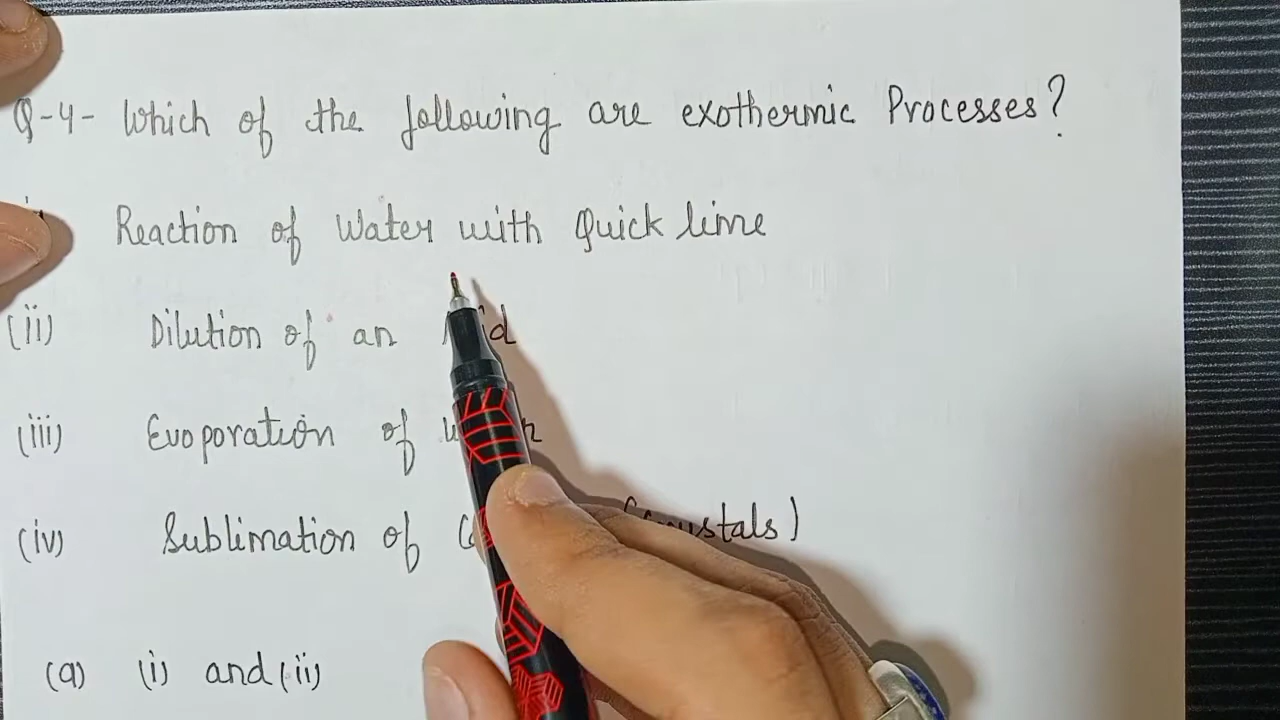 Q-4- Which of the following are exothermic Processes?
Reaction of Water with Quick lime
(ii) Dilution of an
(iii) Evoporation of
(iv) Sublimation of
(a) (i) and (ii)